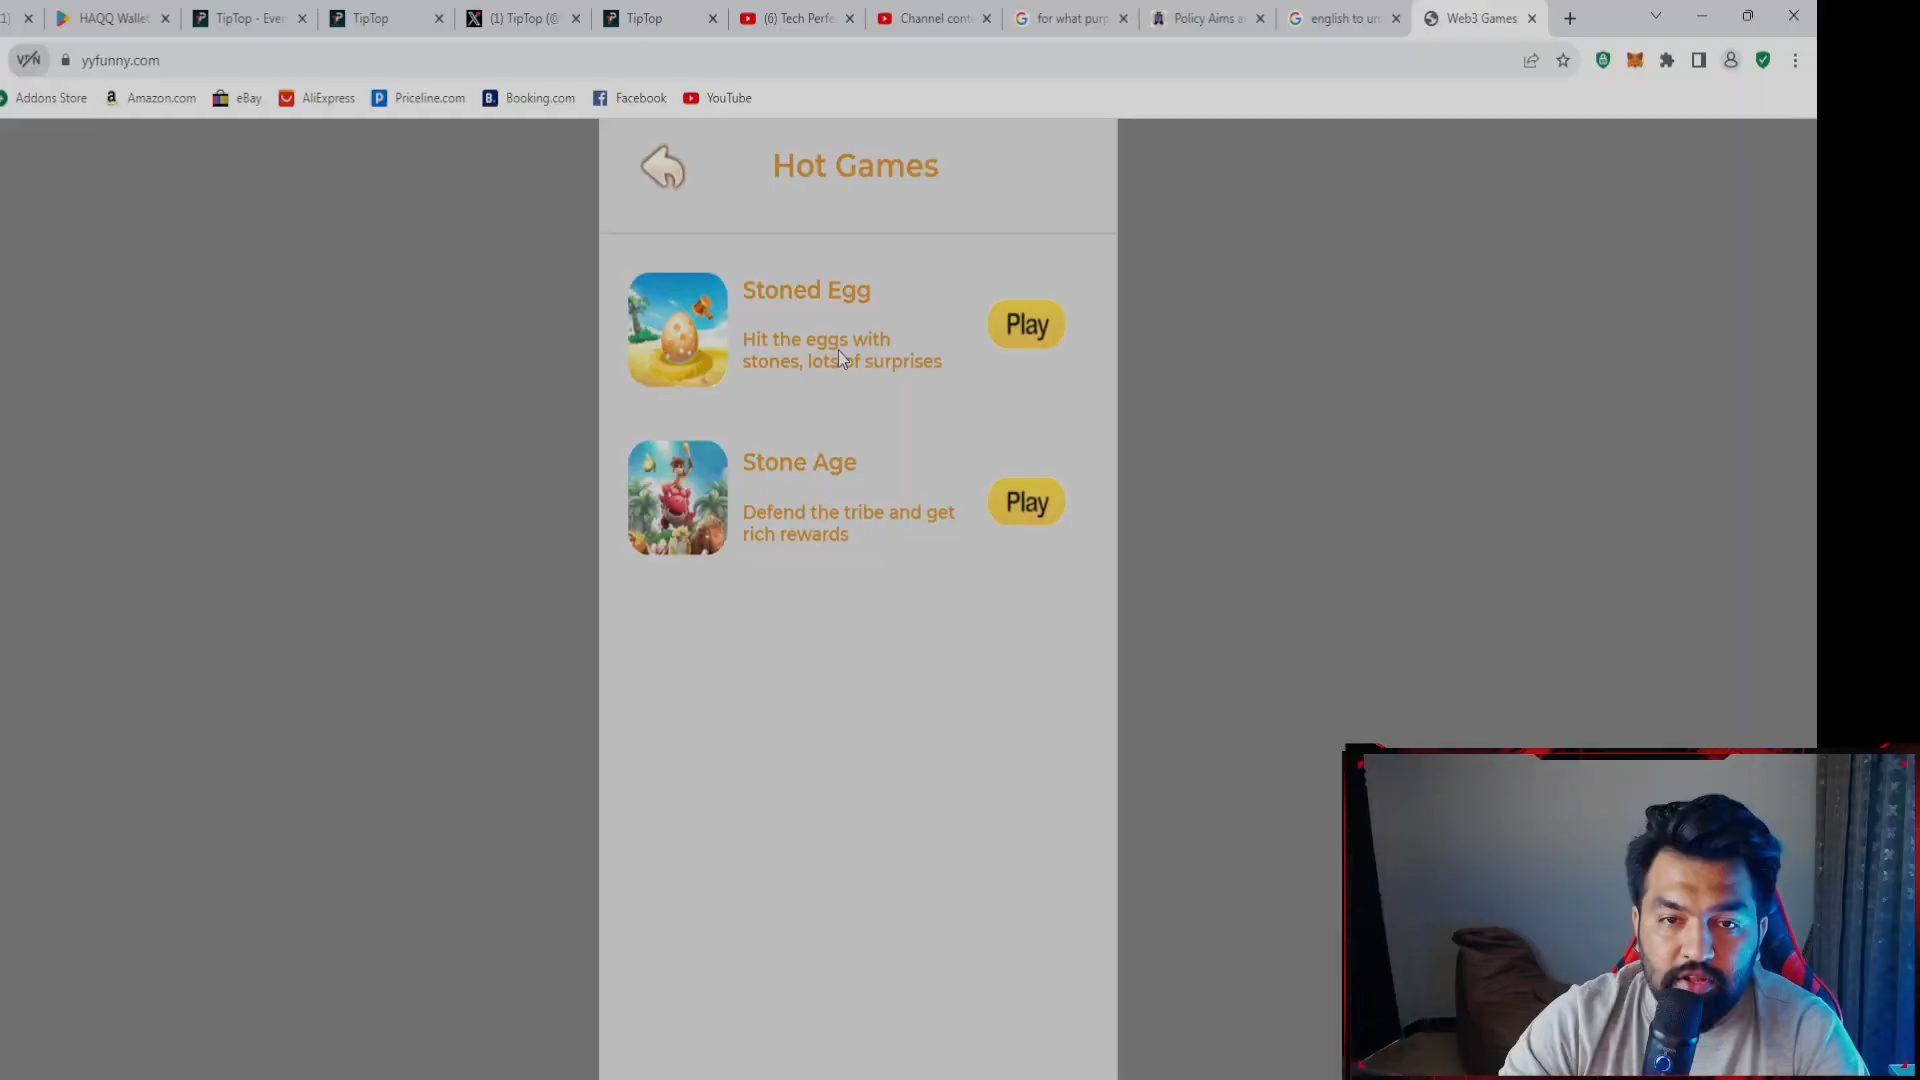 HAQQ Wallet
TipTop - Even
TipTop
(1) TipTop (@
TipTop
(6) Tech Perfe
Channel cont
for what purp
Policy Aims a
english to urd
Web3 Games
VPN
yyfunny.com
Addons Store
Amazon.com
eBay
AliExpress
Priceline.com
Booking.com
Facebook
YouTube
Hot Games
Stoned Egg
Hit the eggs with
stones, lots of surprises
Play
Stone Age
Defend the tribe and get
rich rewards
Play